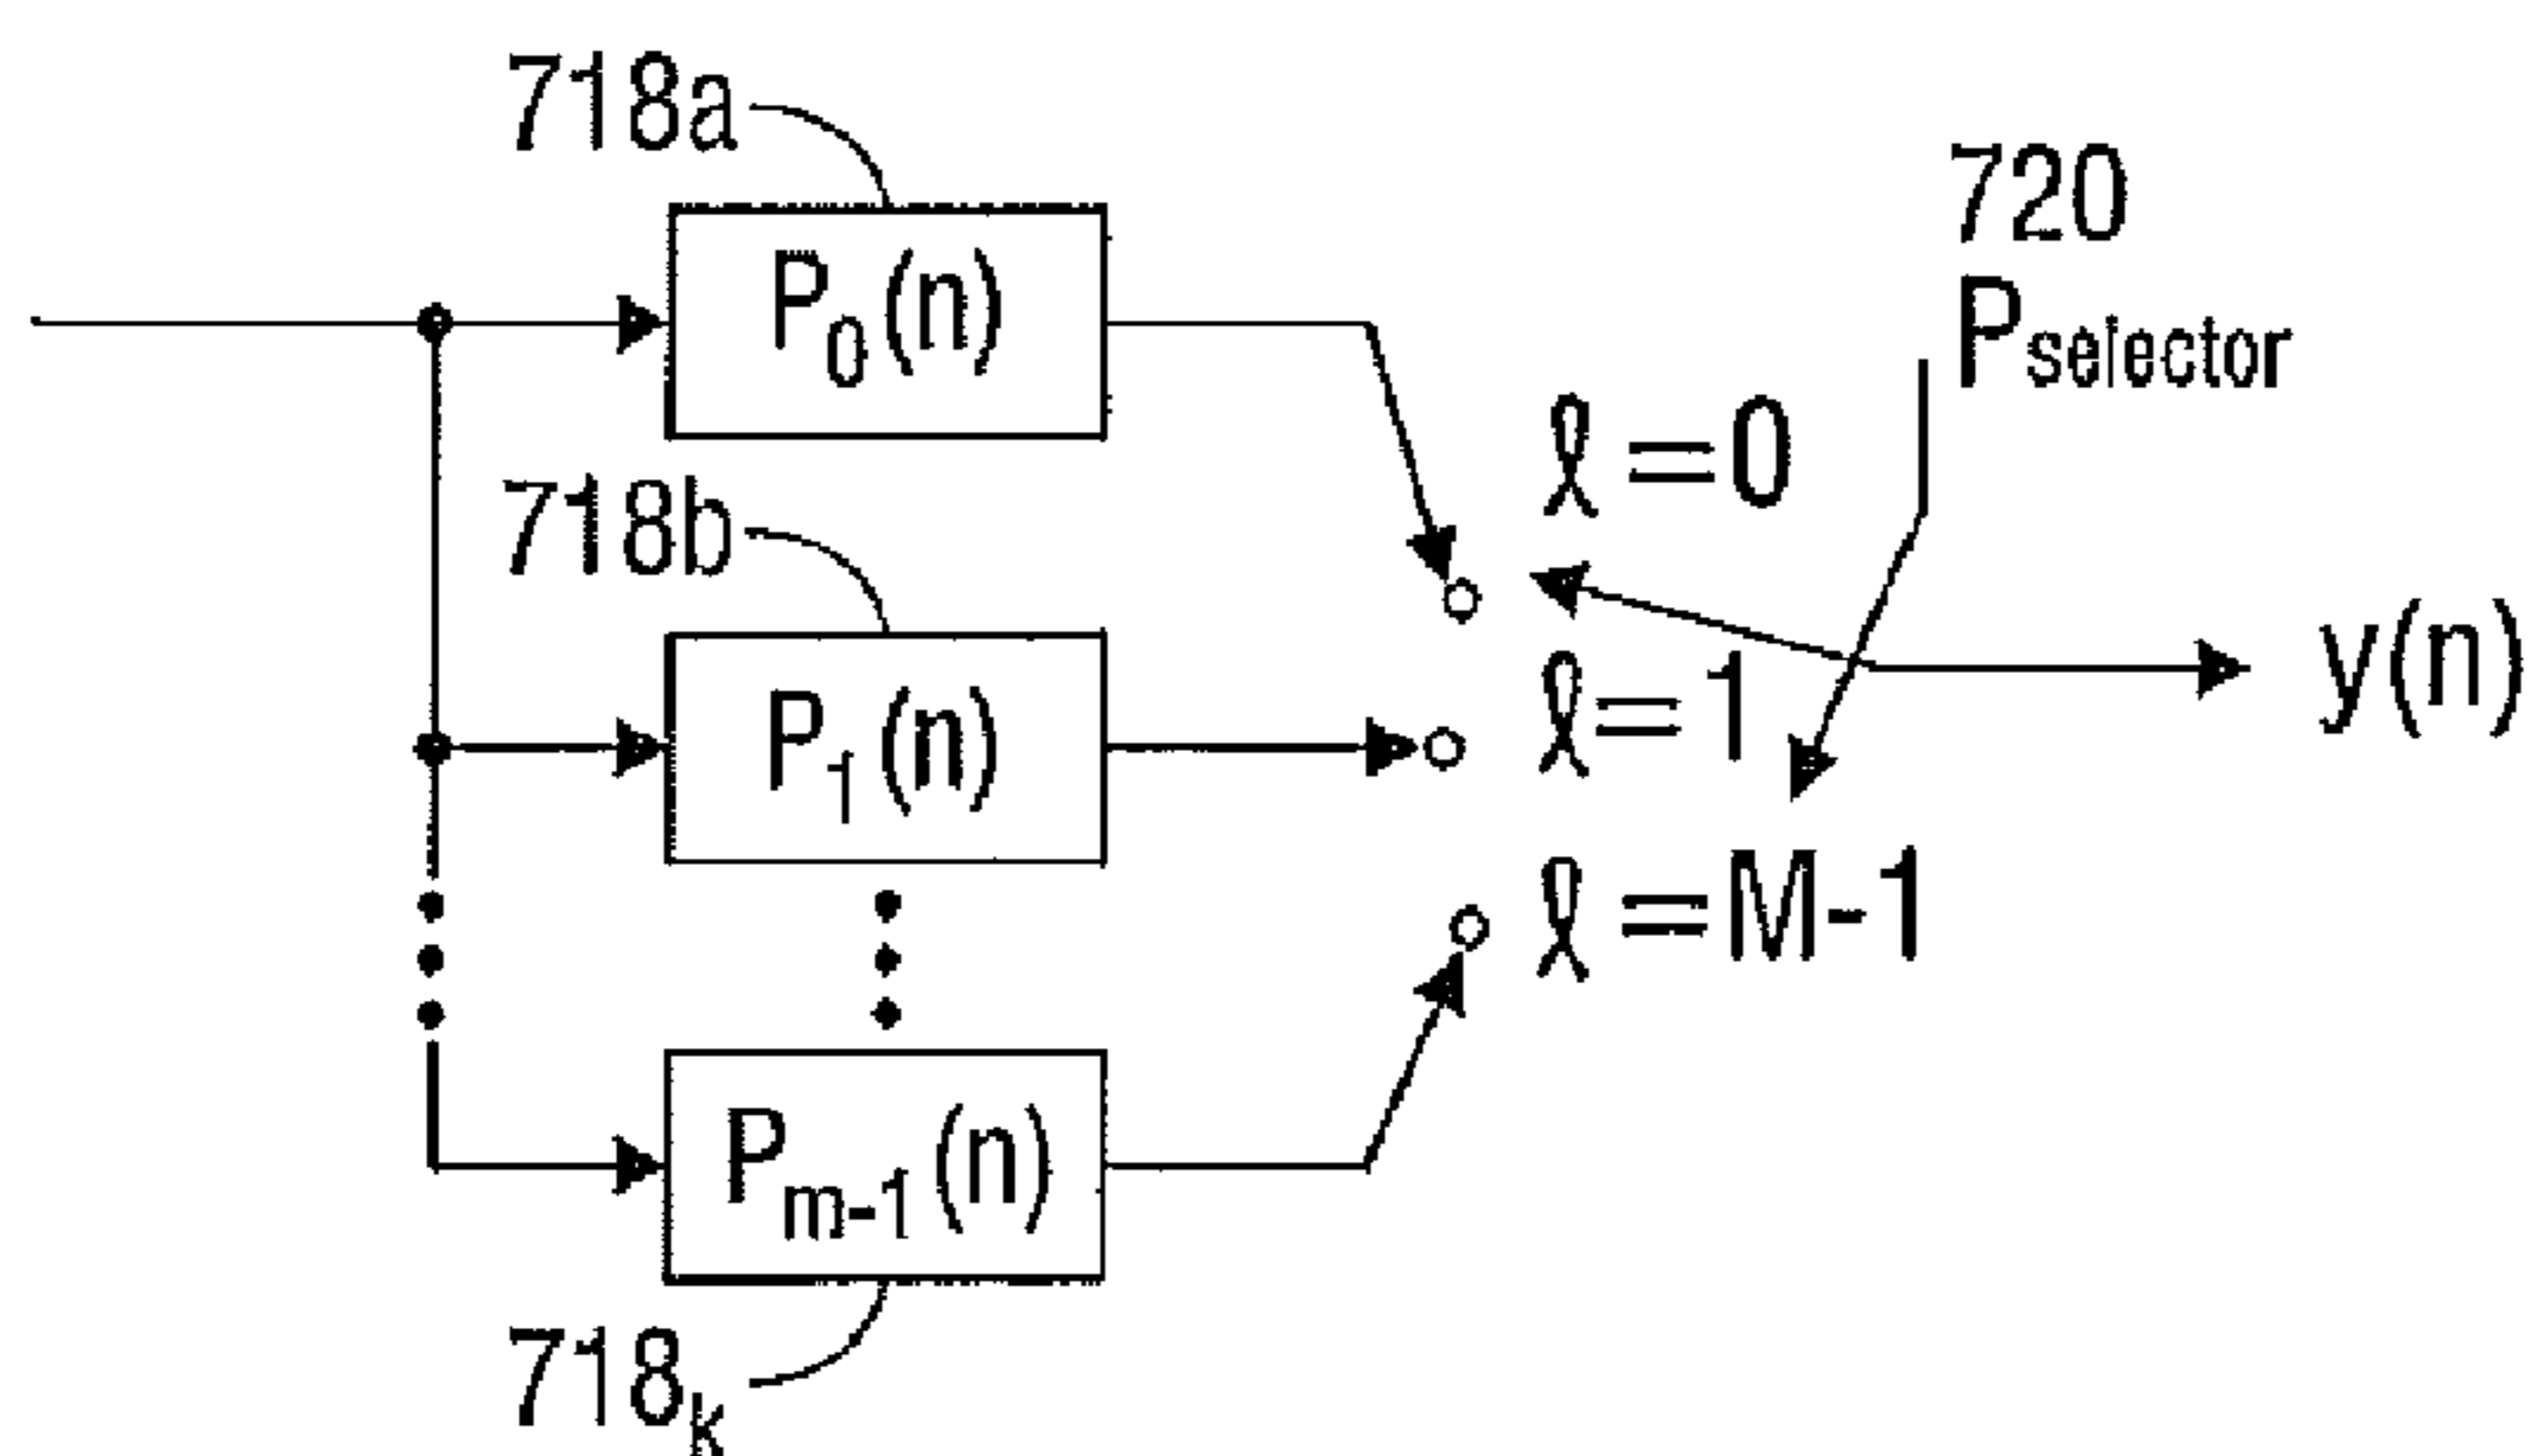 718a
P₀(n)
720
Pselector
ℓ=0
718b
P₁(n)
ℓ=1
y(n)
ℓ=M-1
Pₘ₋₁(n)
718ₖ